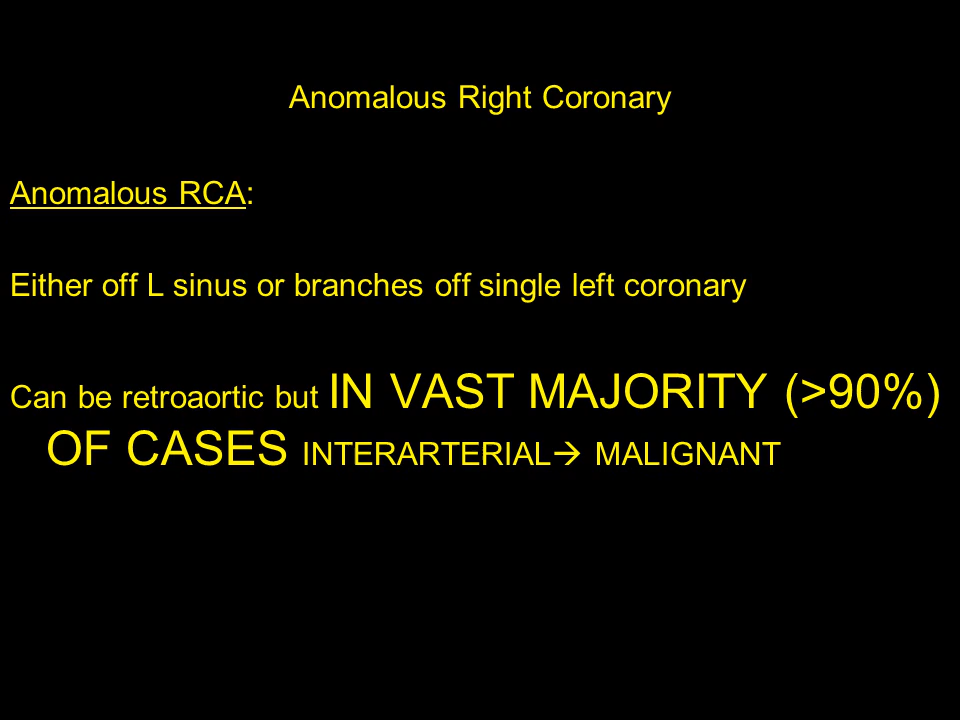 Anomalous Right Coronary
Anomalous RCA:
Either off L sinus or branches off single left coronary
Can be retroaortic but IN VAST MAJORITY (>90%)
OF CASES INTERARTERIAL→ MALIGNANT